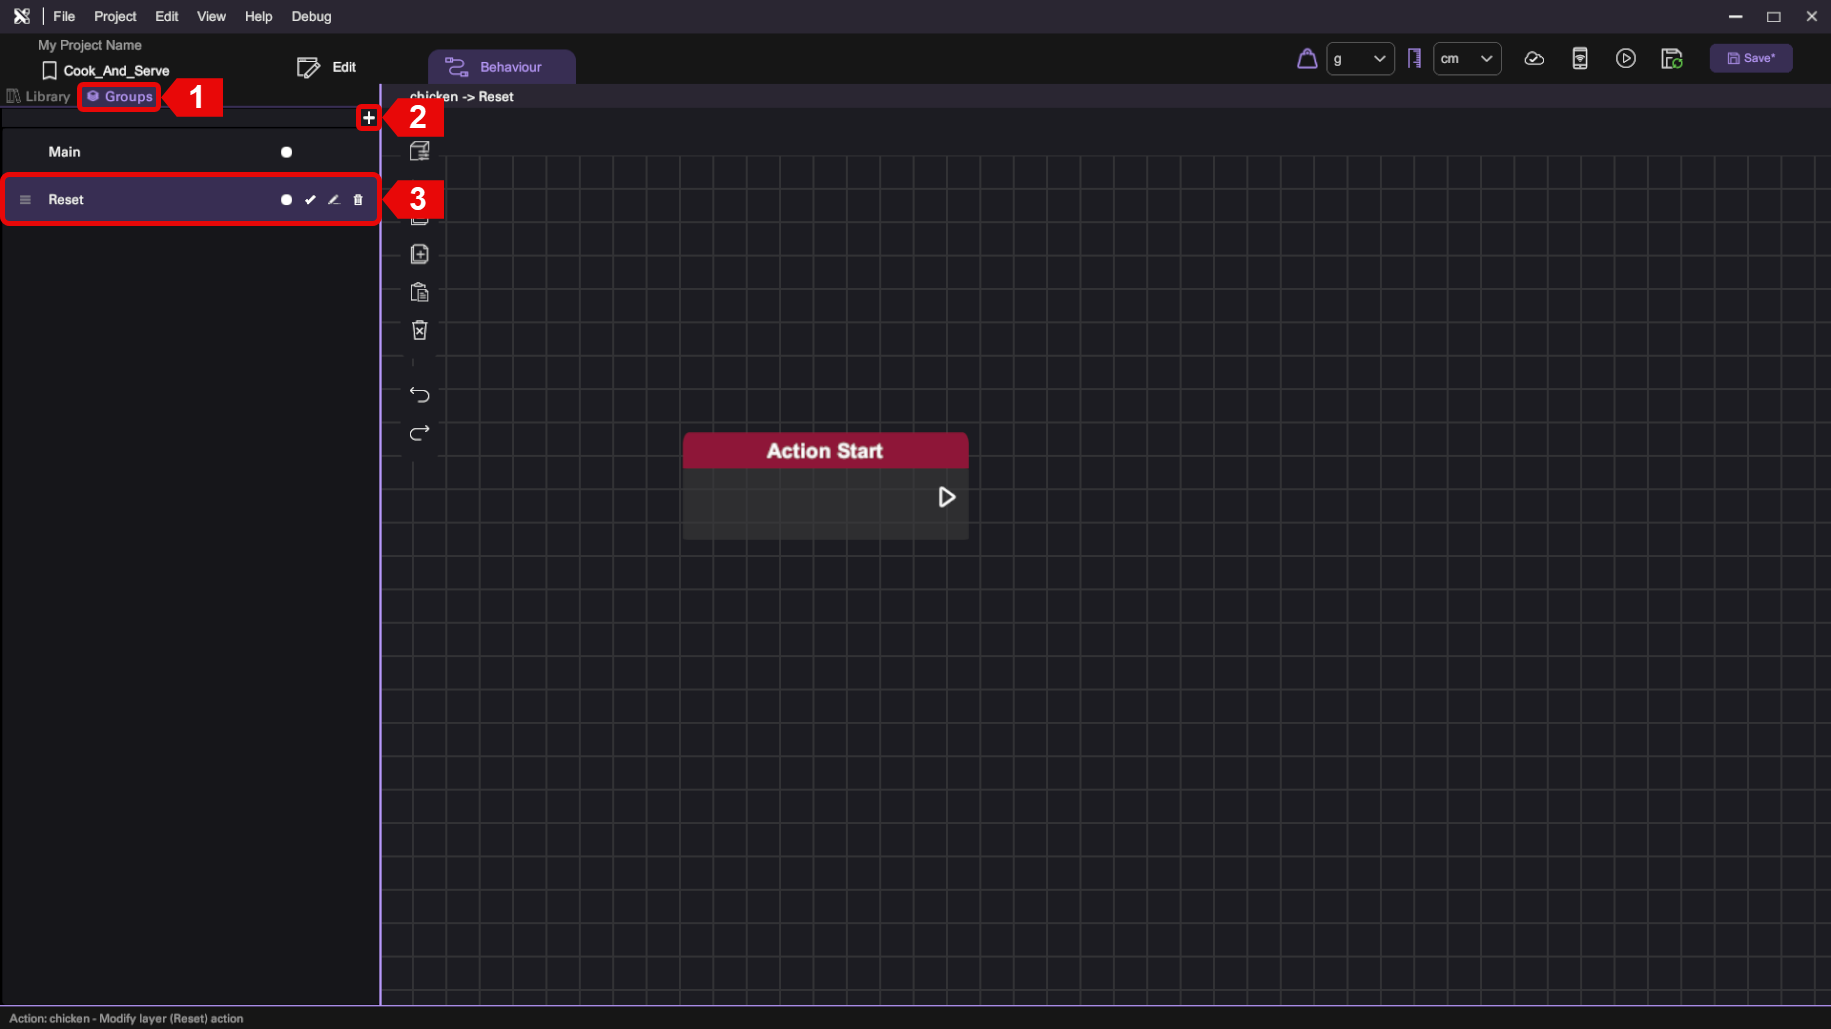 File Project Edit View Help Debug
My Project Name
Cook_And_Serve
Edit
Behaviour
g
cm
Save*
Library
Groups
1
chicken -> Reset
2
Main
Reset
3
Action Start
Action: chicken - Modify layer (Reset) action